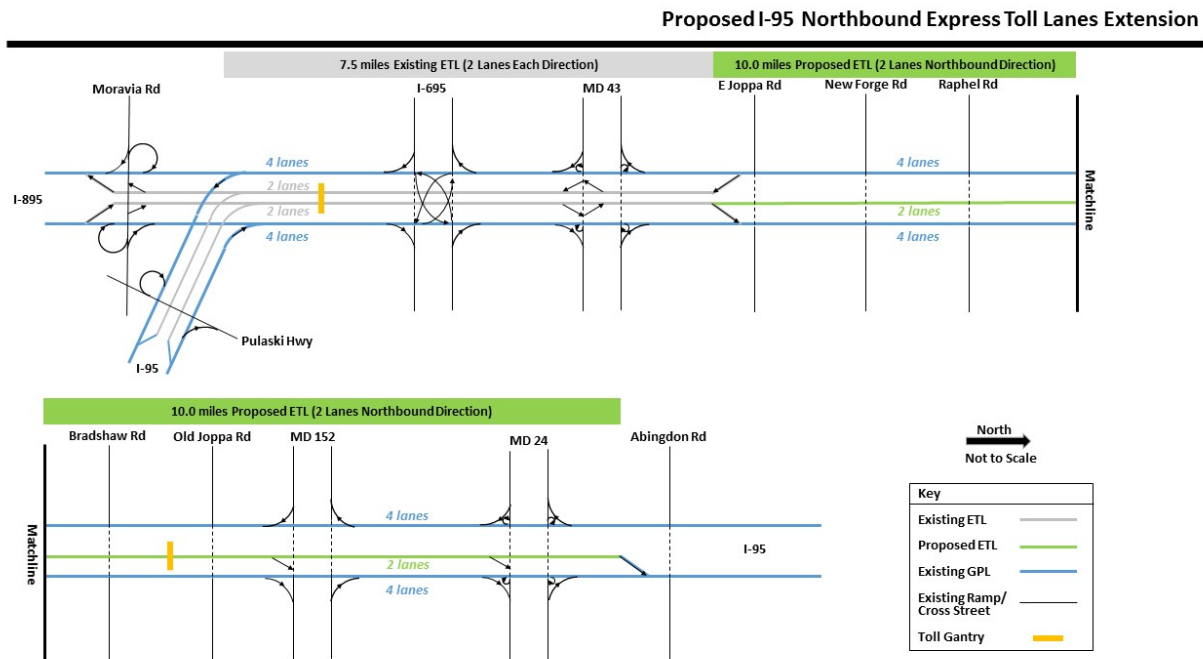 Proposed I-95 Northbound Express Toll Lanes Extension
7.5 miles Existing ETL (2 Lanes Each Direction)
10.0 miles Proposed ETL (2 Lanes Northbound Direction)
Moravia Rd
I-695
MD 43
E Joppa Rd
New Forge Rd
Raphel Rd
4 lanes
4 lanes
2 lanes
I-895
2 lanes
2 lanes
4 lanes
4 lanes
Matchline
Pulaski Hwy
I-95
10.0 miles Proposed ETL (2 Lanes Northbound Direction)
Bradshaw Rd
Old Joppa Rd
MD 152
MD 24
Abingdon Rd
4 lanes
Matchline
I-95
2 lanes
4 lanes
North
Not to Scale
Key
Existing ETL
Proposed ETL
Existing GPL
Existing Ramp/
Cross Street
Toll Gantry